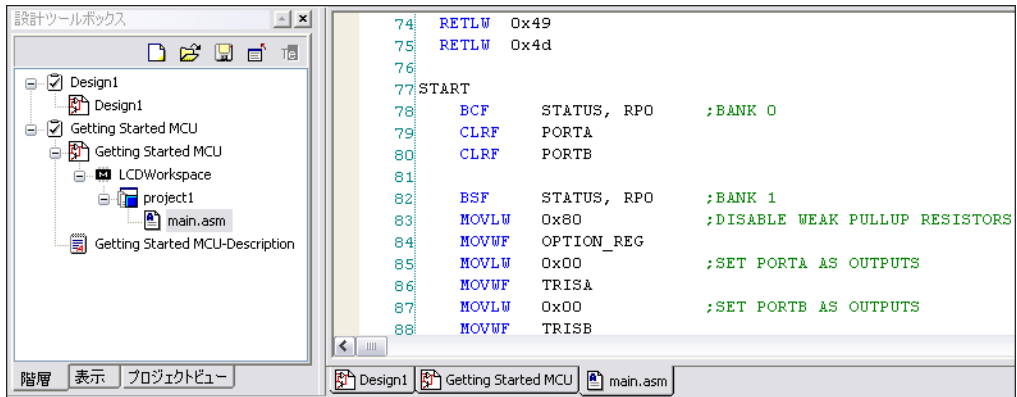 設計ツールボックス
Design1
Design1
Getting Started MCU
Getting Started MCU
LCDWorkspace
project1
main.asm
Getting Started MCU-Description
階層 表示 プロジェクトビュー
74 RETLW 0x49
75 RETLW 0x4d
76
77 START
78 BCF STATUS, RP0 ;BANK 0
79 CLRF PORTA
80 CLRF PORTB
81
82 BSF STATUS, RP0 ;BANK 1
83 MOVLW 0x80 ;DISABLE WEAK PULLUP RESISTORS
84 MOVWF OPTION_REG
85 MOVLW 0x00 ;SET PORTA AS OUTPUTS
86 MOVWF TRISA
87 MOVLW 0x00 ;SET PORTB AS OUTPUTS
88 MOVWF TRISB
Design1 Getting Started MCU main.asm